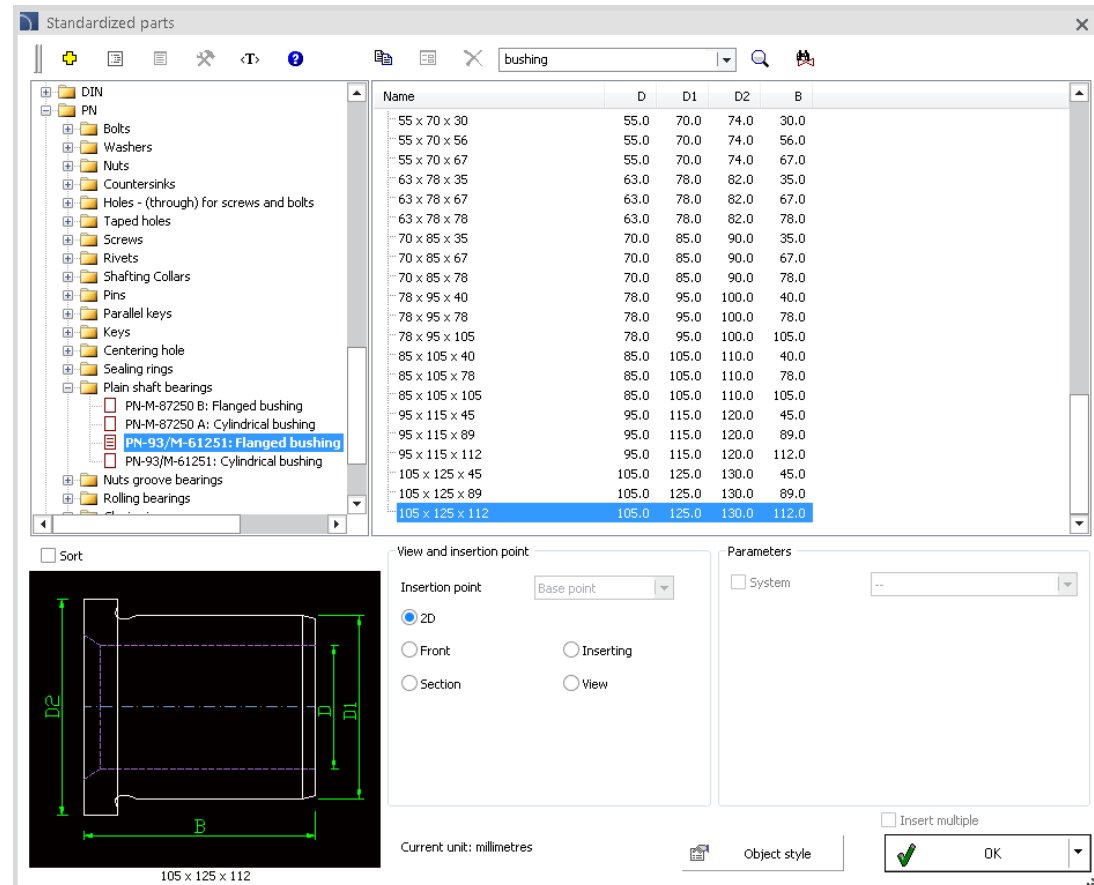 Standardized parts
<T>
?
bushing
DIN
PN
Bolts
Washers
Nuts
Countersinks
Holes - (through) for screws and bolts
Taped holes
Screws
Rivets
Shafting Collars
Pins
Parallel keys
Keys
Centering hole
Sealing rings
Plain shaft bearings
PN-M-87250 B: Flanged bushing
PN-M-87250 A: Cylindrical bushing
PN-93/M-61251: Flanged bushing
PN-93/M-61251: Cylindrical bushing
Nuts groove bearings
Rolling bearings
Name D D1 D2 B
55 x 70 x 30 55.0 70.0 74.0 30.0
55 x 70 x 56 55.0 70.0 74.0 56.0
55 x 70 x 67 55.0 70.0 74.0 67.0
63 x 78 x 35 63.0 78.0 82.0 35.0
63 x 78 x 67 63.0 78.0 82.0 67.0
63 x 78 x 78 63.0 78.0 82.0 78.0
70 x 85 x 35 70.0 85.0 90.0 35.0
70 x 85 x 67 70.0 85.0 90.0 67.0
70 x 85 x 78 70.0 85.0 90.0 78.0
78 x 95 x 40 78.0 95.0 100.0 40.0
78 x 95 x 78 78.0 95.0 100.0 78.0
78 x 95 x 105 78.0 95.0 100.0 105.0
85 x 105 x 40 85.0 105.0 110.0 40.0
85 x 105 x 78 85.0 105.0 110.0 78.0
85 x 105 x 105 85.0 105.0 110.0 105.0
95 x 115 x 45 95.0 115.0 120.0 45.0
95 x 115 x 89 95.0 115.0 120.0 89.0
95 x 115 x 112 95.0 115.0 120.0 112.0
105 x 125 x 45 105.0 125.0 130.0 45.0
105 x 125 x 89 105.0 125.0 130.0 89.0
105 x 125 x 112 105.0 125.0 130.0 112.0
Sort
D2
D
D1
B
105 x 125 x 112
View and insertion point
Insertion point Base point
2D
Front Inserting
Section View
Parameters
System --
Current unit: millimetres
Object style
Insert multiple
OK